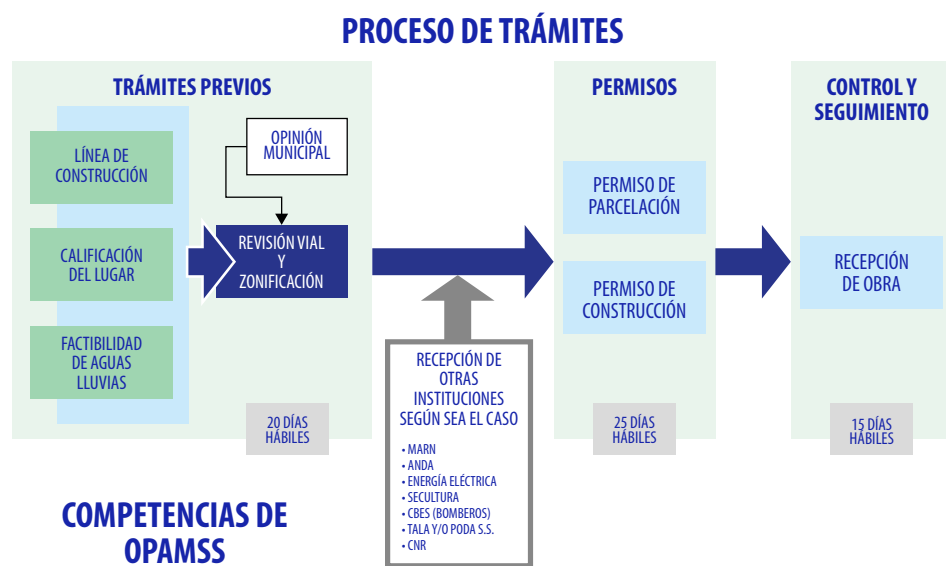 PROCESO DE TRÁMITES
TRÁMITES PREVIOS
LÍNEA DE
CONSTRUCCIÓN
CALIFICACIÓN
DEL LUGAR
FACTIBILIDAD
DE AGUAS
LLUVIAS
OPINIÓN
MUNICIPAL
REVISIÓN VIAL
Y
ZONIFICACIÓN
20 DÍAS
HÁBILES
RECEPCIÓN DE
OTRAS
INSTITUCIONES
SEGÚN SEA EL CASO
• MARN
• ANDA
• ENERGÍA ELÉCTRICA
• SECULTURA
• CBES (BOMBEROS)
• TALA Y/O PODA S.S.
• CNR
PERMISOS
PERMISO DE
PARCELACIÓN
PERMISO DE
CONSTRUCCIÓN
25 DÍAS
HÁBILES
CONTROL Y
SEGUIMIENTO
RECEPCIÓN
DE OBRA
15 DÍAS
HÁBILES
COMPETENCIAS DE
OPAMSS